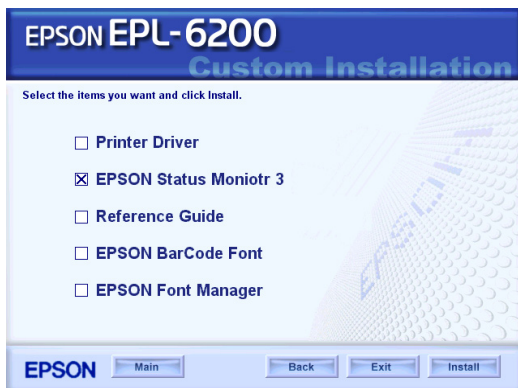 EPSON EPL-6200
Custom Installation
Select the items you want and click Install.
Printer Driver
EPSON Status Moniotr 3
Reference Guide
EPSON BarCode Font
EPSON Font Manager
EPSON
EPSON Main Back Exit Install